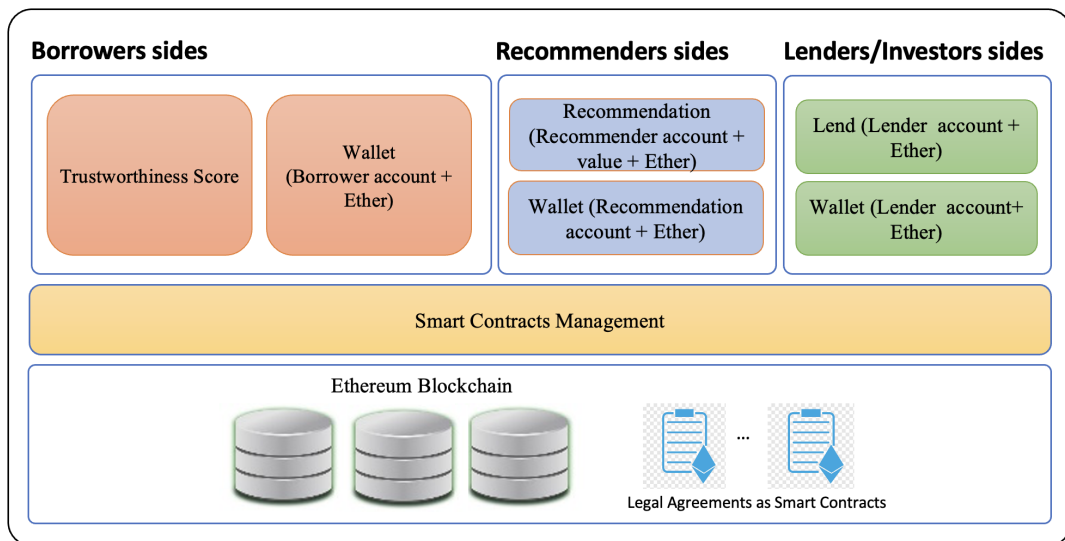 Borrowers sides
Recommenders sides
Lenders/Investors sides
Trustworthiness Score
Wallet
(Borrower account +
Ether)
Recommendation
(Recommender account +
value + Ether)
Wallet (Recommendation
account + Ether)
Lend (Lender account +
Ether)
Wallet (Lender account+
Ether)
Smart Contracts Management
Ethereum Blockchain
...
Legal Agreements as Smart Contracts